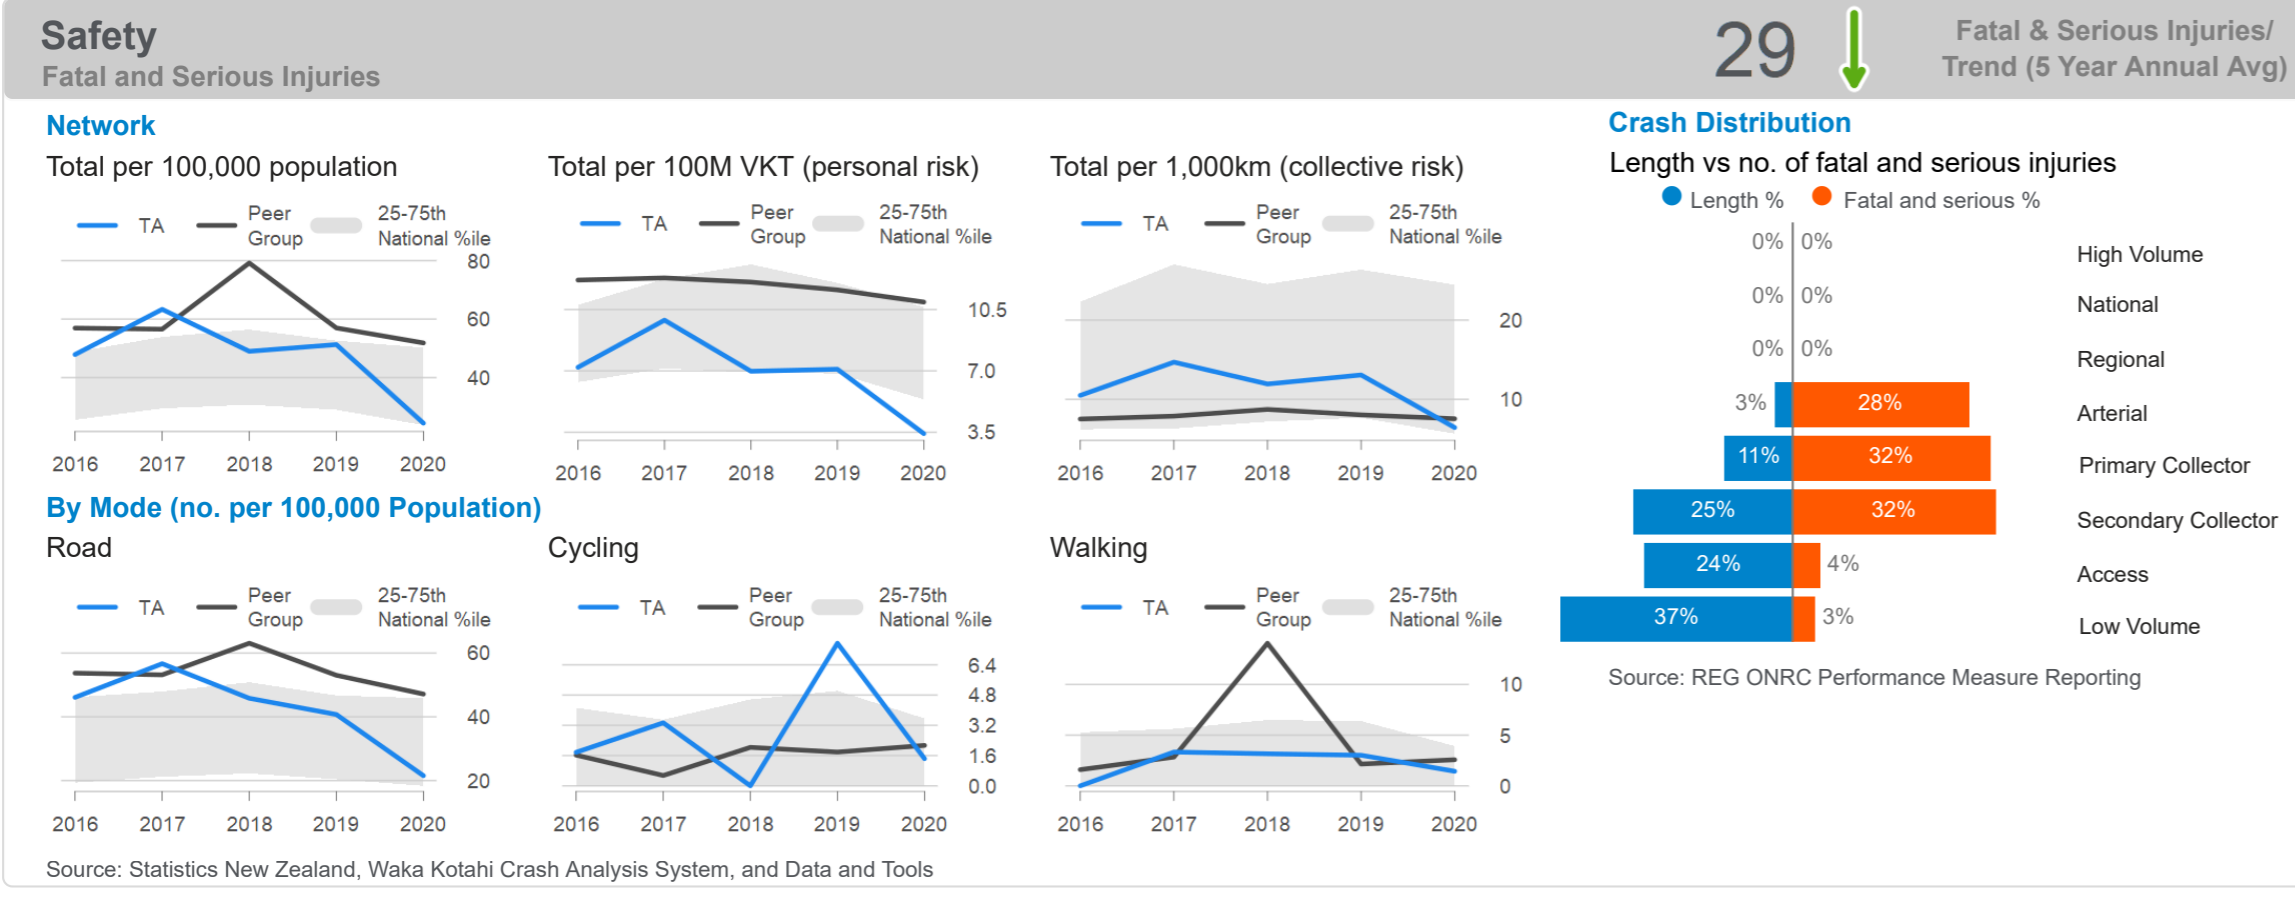 Safety
Fatal and Serious Injuries
29
Fatal & Serious Injuries/
Trend (5 Year Annual Avg)
Network
Total per 100,000 population
TA
Peer
Group
25-75th
National %ile
80
60
40
2016 2017 2018 2019 2020
Total per 100M VKT (personal risk)
TA
Peer
Group
25-75th
National %ile
10.5
7.0
3.5
2016 2017 2018 2019 2020
Total per 1,000km (collective risk)
TA
Peer
Group
25-75th
National %ile
20
10
2016 2017 2018 2019 2020
By Mode (no. per 100,000 Population)
Road
TA
Peer
Group
25-75th
National %ile
60
40
20
2016 2017 2018 2019 2020
Cycling
TA
Peer
Group
25-75th
National %ile
6.4
4.8
3.2
1.6
0.0
2016 2017 2018 2019 2020
Walking
TA
Peer
Group
25-75th
National %ile
10
5
0
2016 2017 2018 2019 2020
Source: Statistics New Zealand, Waka Kotahi Crash Analysis System, and Data and Tools
Crash Distribution
Length vs no. of fatal and serious injuries
Length % Fatal and serious %
0% 0% High Volume
0% 0% National
0% 0% Regional
3% 28% Arterial
11% 32% Primary Collector
25% 32% Secondary Collector
24% 4% Access
37% 3% Low Volume
Source: REG ONRC Performance Measure Reporting